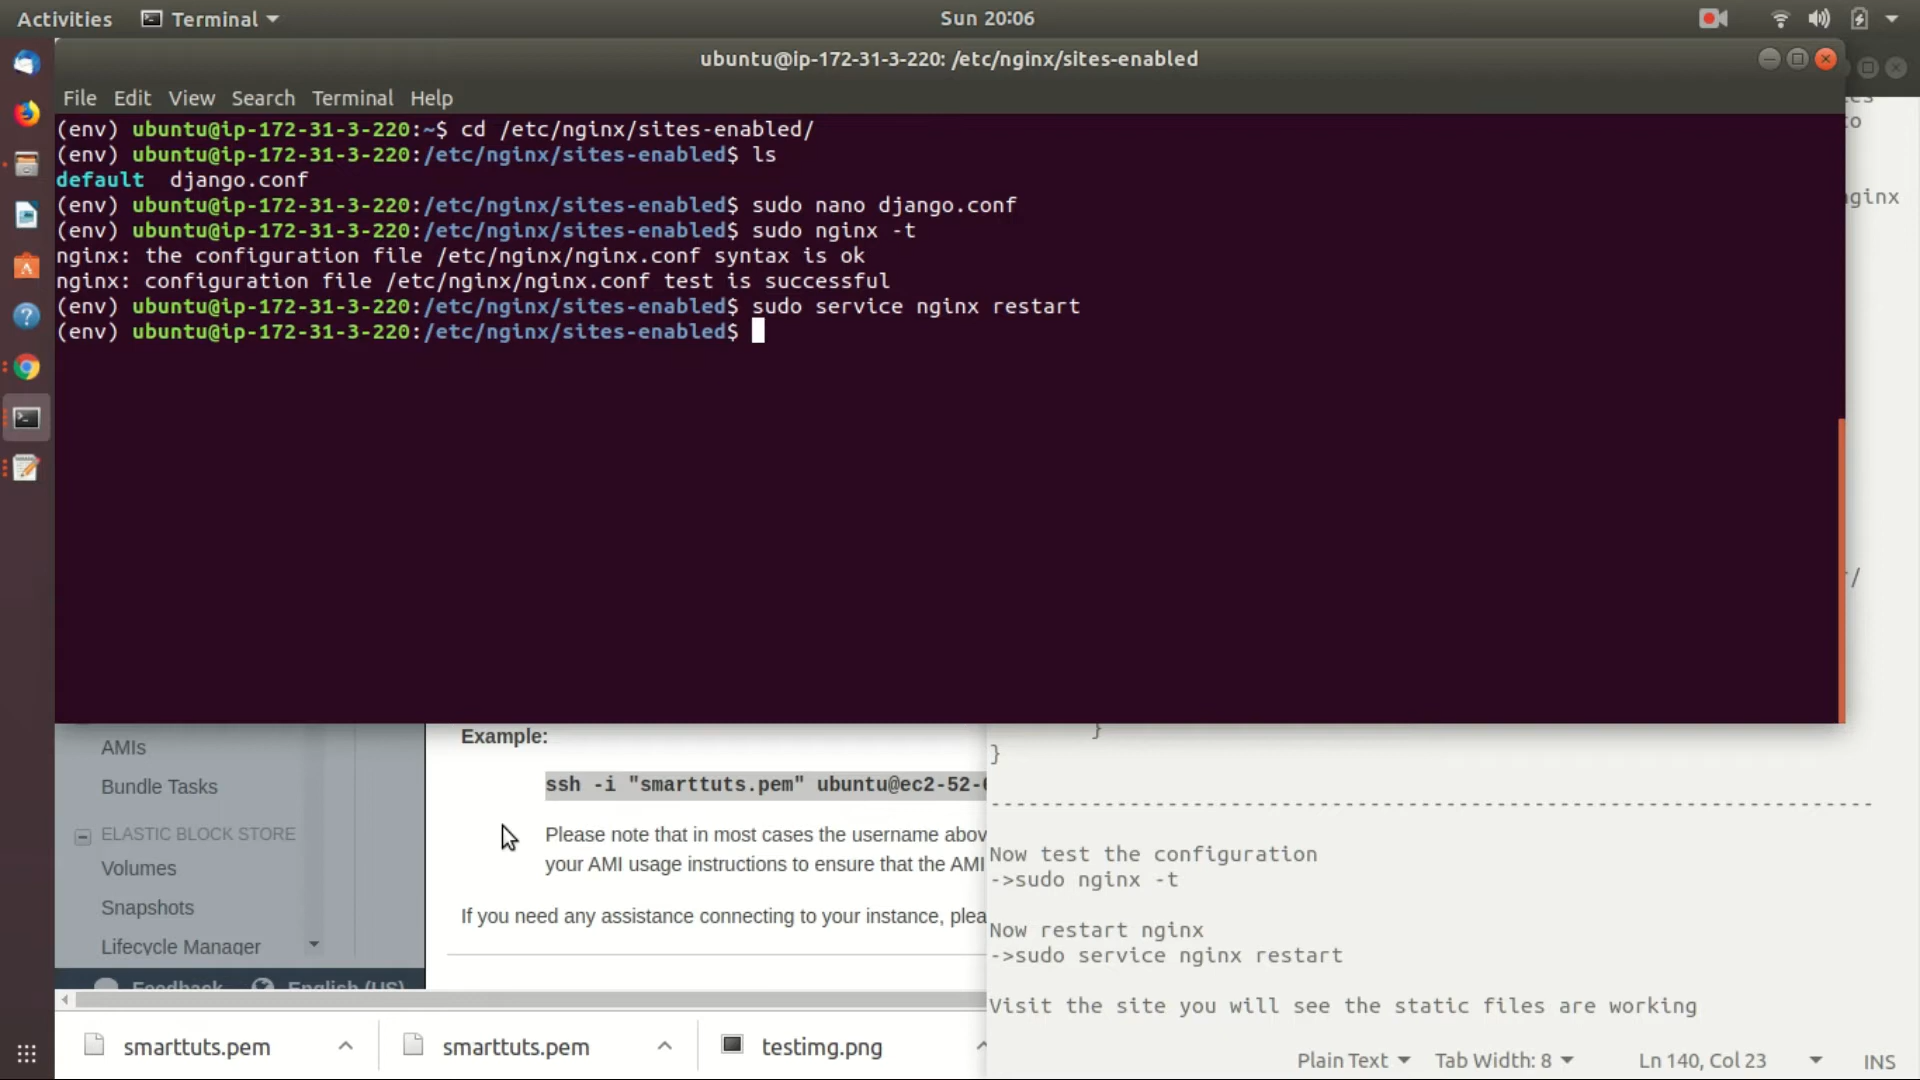 Activities
Terminal
Sun 20:06
ubuntu@ip-172-31-3-220: /etc/nginx/sites-enabled
File Edit View Search Terminal Help
(env) ubuntu@ip-172-31-3-220:~$ cd /etc/nginx/sites-enabled/
(env) ubuntu@ip-172-31-3-220:/etc/nginx/sites-enabled$ ls
default  django.conf
(env) ubuntu@ip-172-31-3-220:/etc/nginx/sites-enabled$ sudo nano django.conf
(env) ubuntu@ip-172-31-3-220:/etc/nginx/sites-enabled$ sudo nginx -t
nginx: the configuration file /etc/nginx/nginx.conf syntax is ok
nginx: configuration file /etc/nginx/nginx.conf test is successful
(env) ubuntu@ip-172-31-3-220:/etc/nginx/sites-enabled$ sudo service nginx restart
(env) ubuntu@ip-172-31-3-220:/etc/nginx/sites-enabled$
to
nginx
/
AMIs
Bundle Tasks
ELASTIC BLOCK STORE
Volumes
Snapshots
Lifecycle Manager
Feedback
English (US)
Example:
ssh -i "smarttuts.pem" ubuntu@ec2-52-
Please note that in most cases the username abov
your AMI usage instructions to ensure that the AMI
If you need any assistance connecting to your instance, plea
}
}
-----------------------------------------------------------------------
Now test the configuration
->sudo nginx -t
Now restart nginx
->sudo service nginx restart
Visit the site you will see the static files are working
smarttuts.pem
smarttuts.pem
testimg.png
Plain Text
Tab Width: 8
Ln 140, Col 23
INS